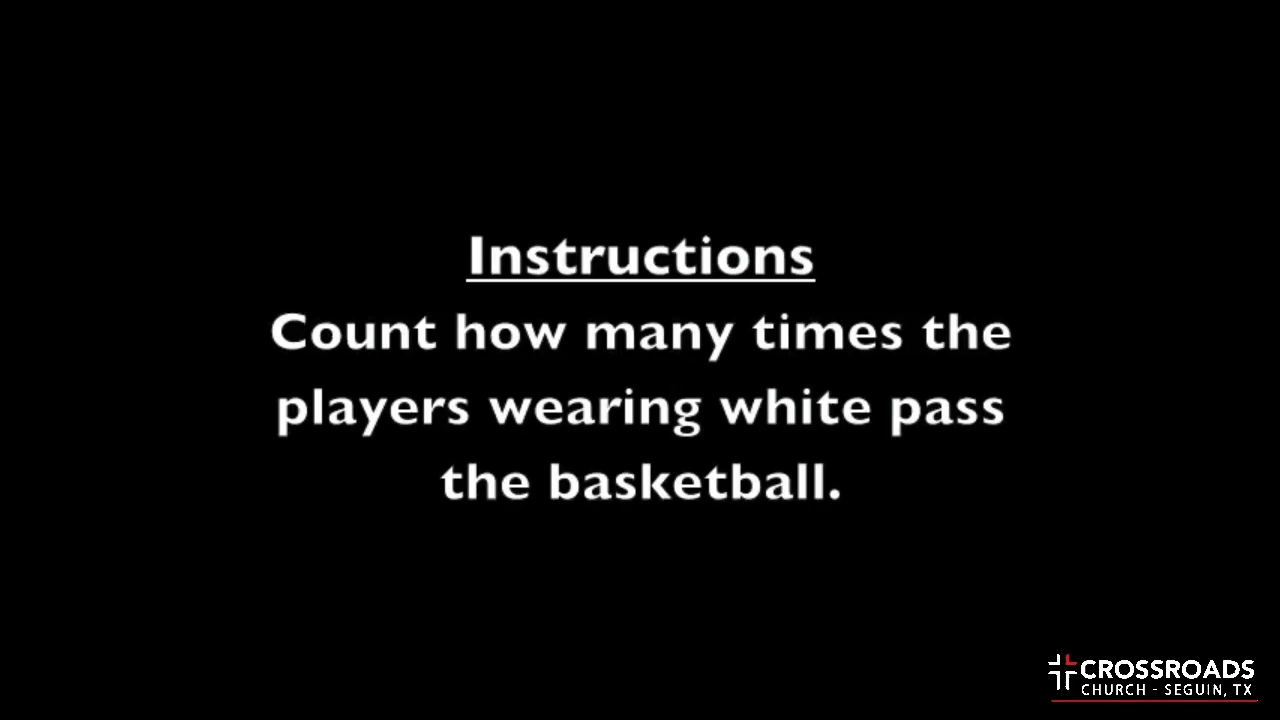 Instructions
Count how many times the
players wearing white pass
the basketball.
CROSSROADS
CHURCH - SEGUIN, TX